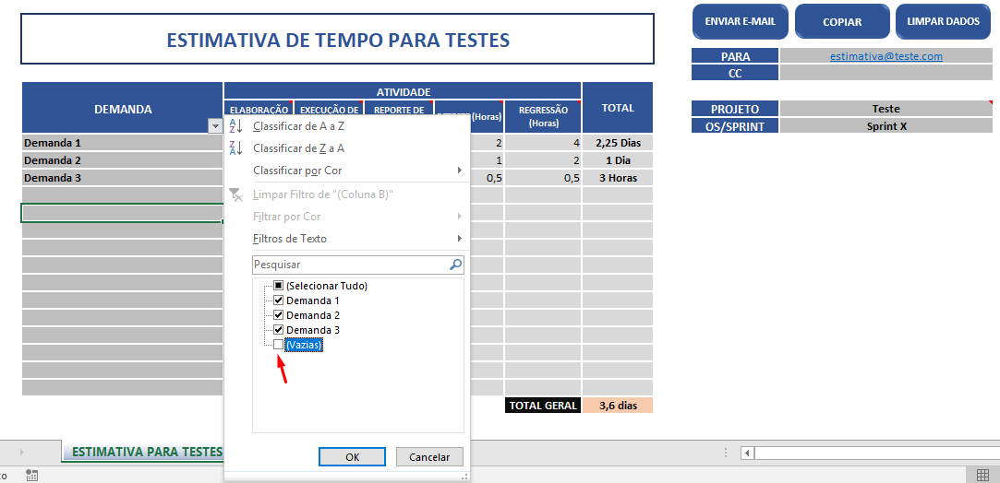 ESTIMATIVA DE TEMPO PARA TESTES
ENVIAR E-MAIL
COPIAR
LIMPAR DADOS
PARA
estimativa@teste.com
CC
PROJETO
Teste
OS/SPRINT
Sprint X
DEMANDA
ATIVIDADE
TOTAL
ELABORAÇÃO
EXECUÇÃO DE
REPORTE DE
(Horas)
REGRESSÃO
(Horas)
Demanda 1
2
4
2,25 Dias
Demanda 2
1
2
1 Dia
Demanda 3
0,5
0,5
3 Horas
TOTAL GERAL
3,6 dias
Classificar de A a Z
Classificar de Z a A
Classificar por Cor
Limpar Filtro de "(Coluna B)"
Filtrar por Cor
Filtros de Texto
Pesquisar
(Selecionar Tudo)
Demanda 1
Demanda 2
Demanda 3
(Vazias)
OK
Cancelar
ESTIMATIVA PARA TESTES